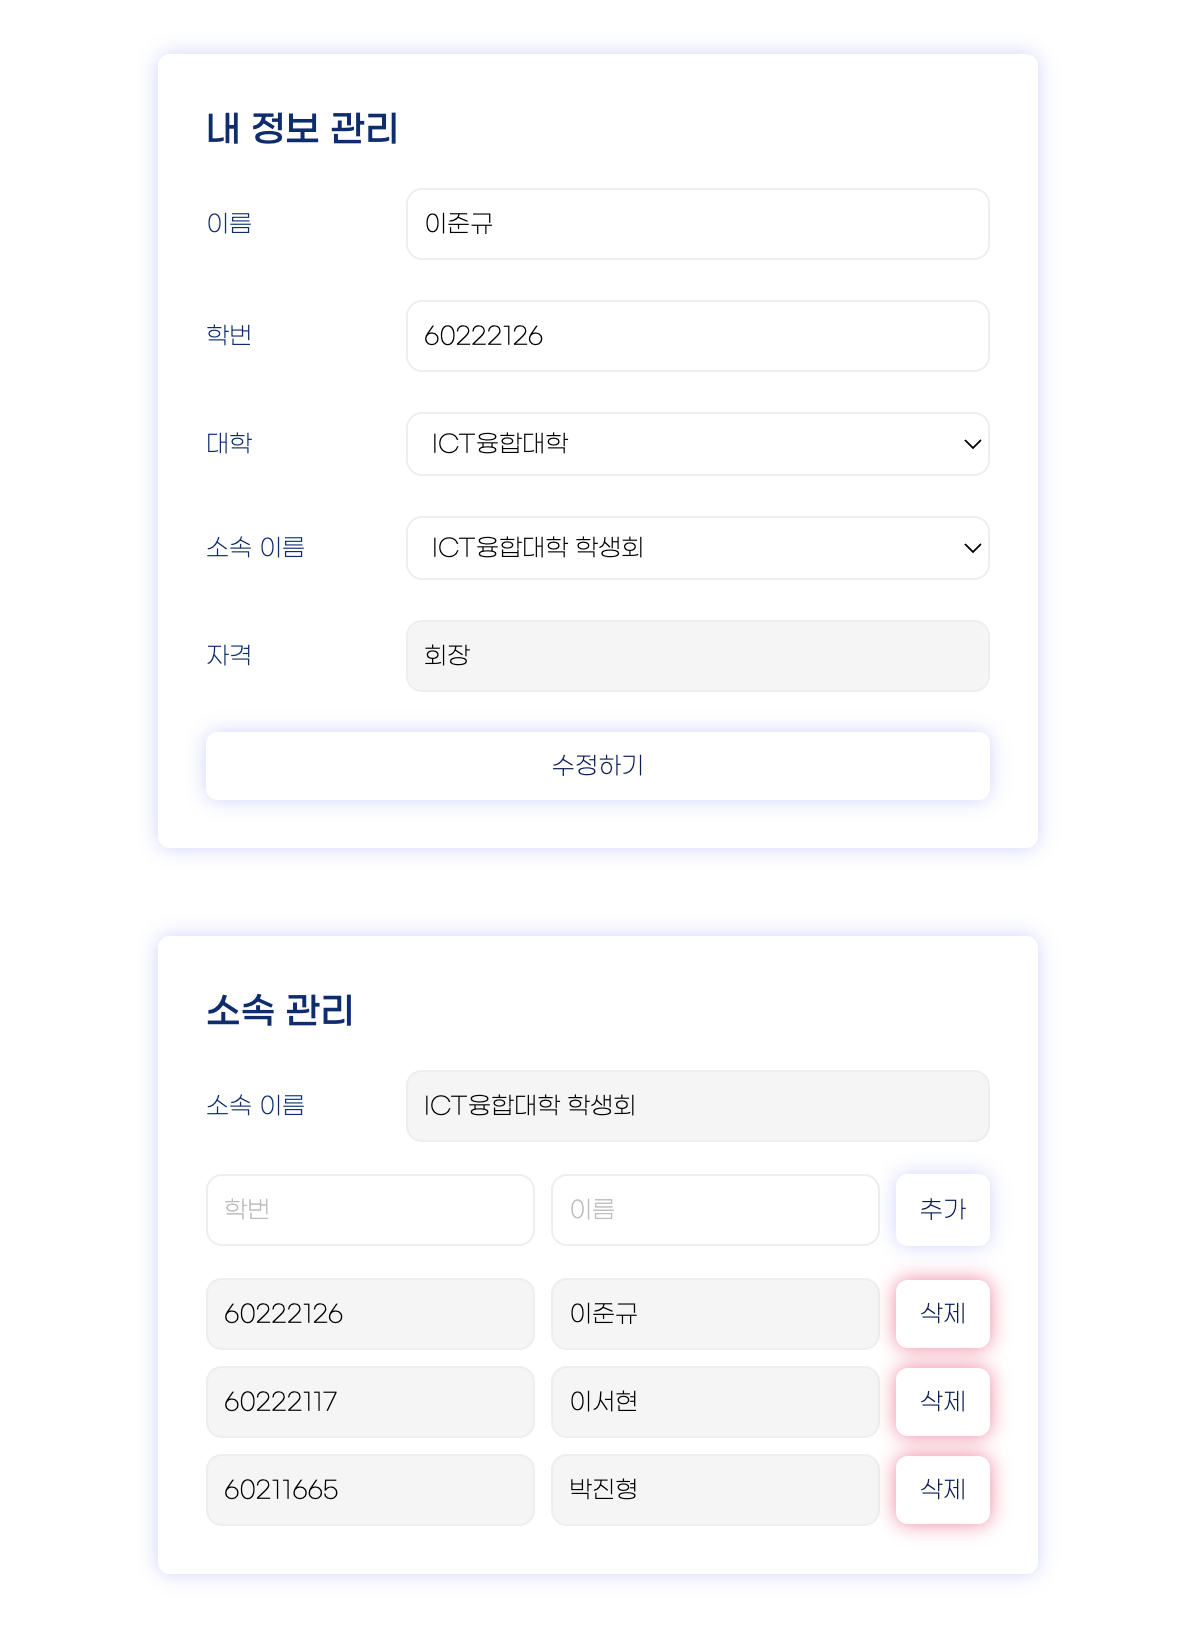 내 정보 관리
이름 이준규
학번 60222126
대학 ICT융합대학
소속 이름 ICT융합대학 학생회
자격 회장
수정하기
소속 관리
소속 이름 ICT융합대학 학생회
학번 이름 추가
60222126 이준규 삭제
60222117 이서현 삭제
60211665 박진형 삭제